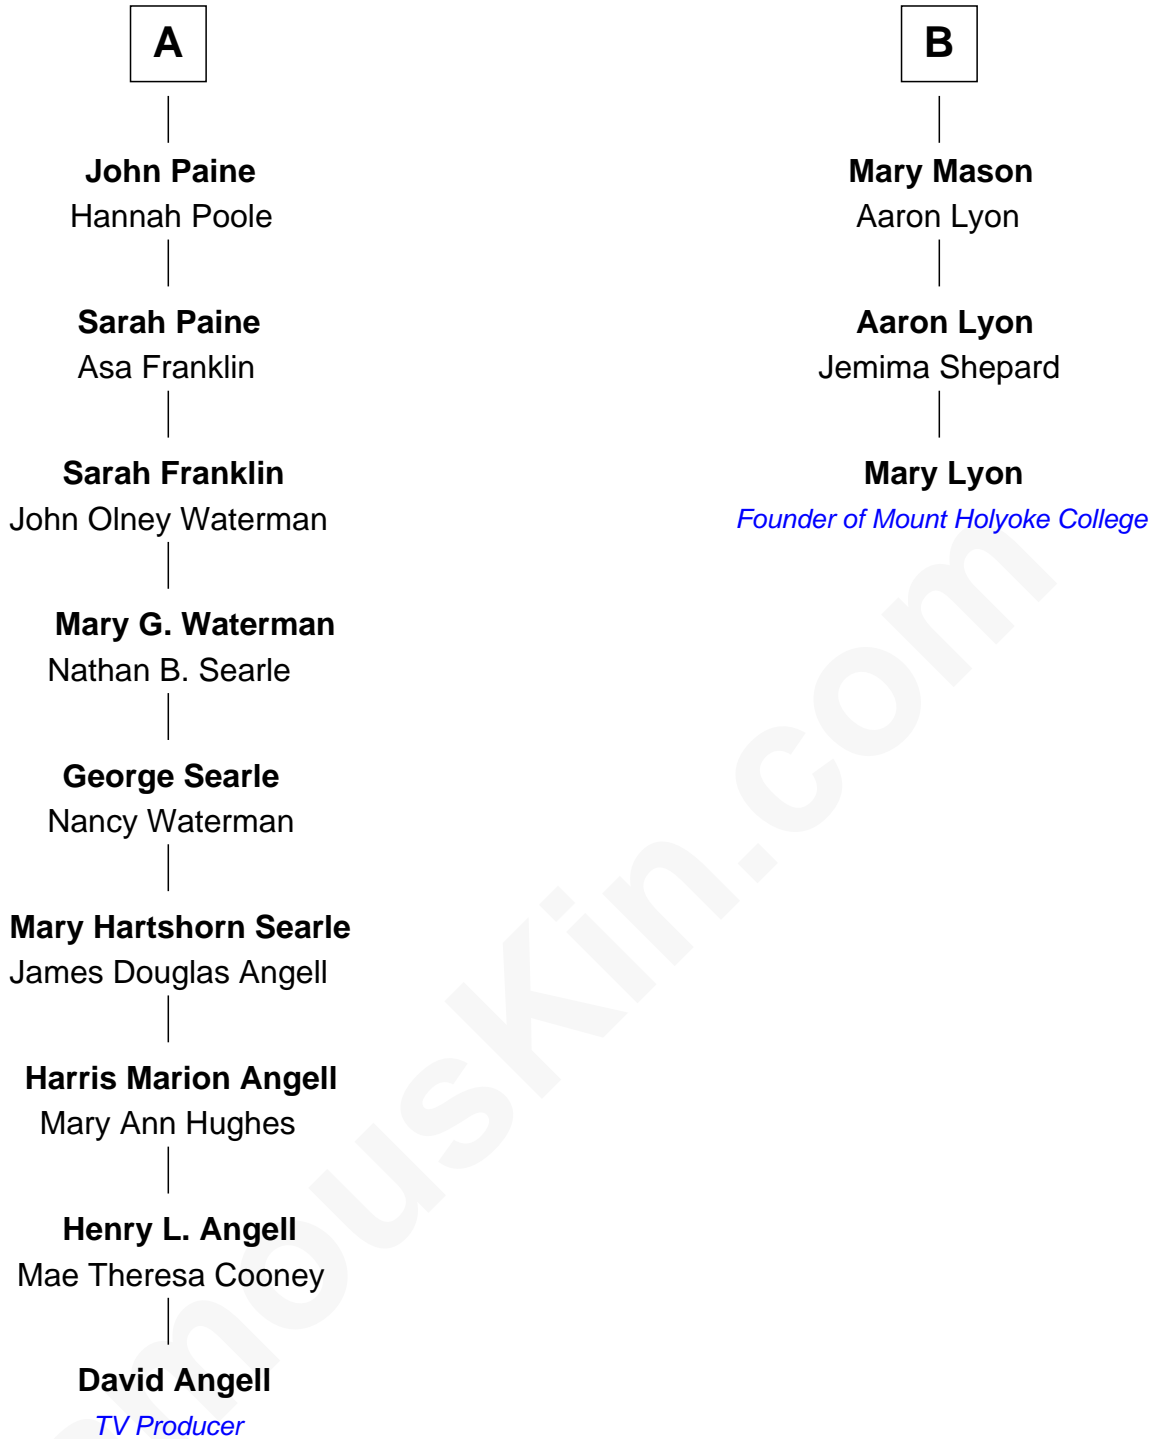 A
John Paine
Hannah Poole
Sarah Paine
Asa Franklin
Sarah Franklin
John Olney Waterman
Mary G. Waterman
Nathan B. Searle
George Searle
Nancy Waterman
Mary Hartshorn Searle
James Douglas Angell
Harris Marion Angell
Mary Ann Hughes
Henry L. Angell
Mae Theresa Cooney
David Angell
TV Producer
B
Mary Mason
Aaron Lyon
Aaron Lyon
Jemima Shepard
Mary Lyon
Founder of Mount Holyoke College
mousKin.com